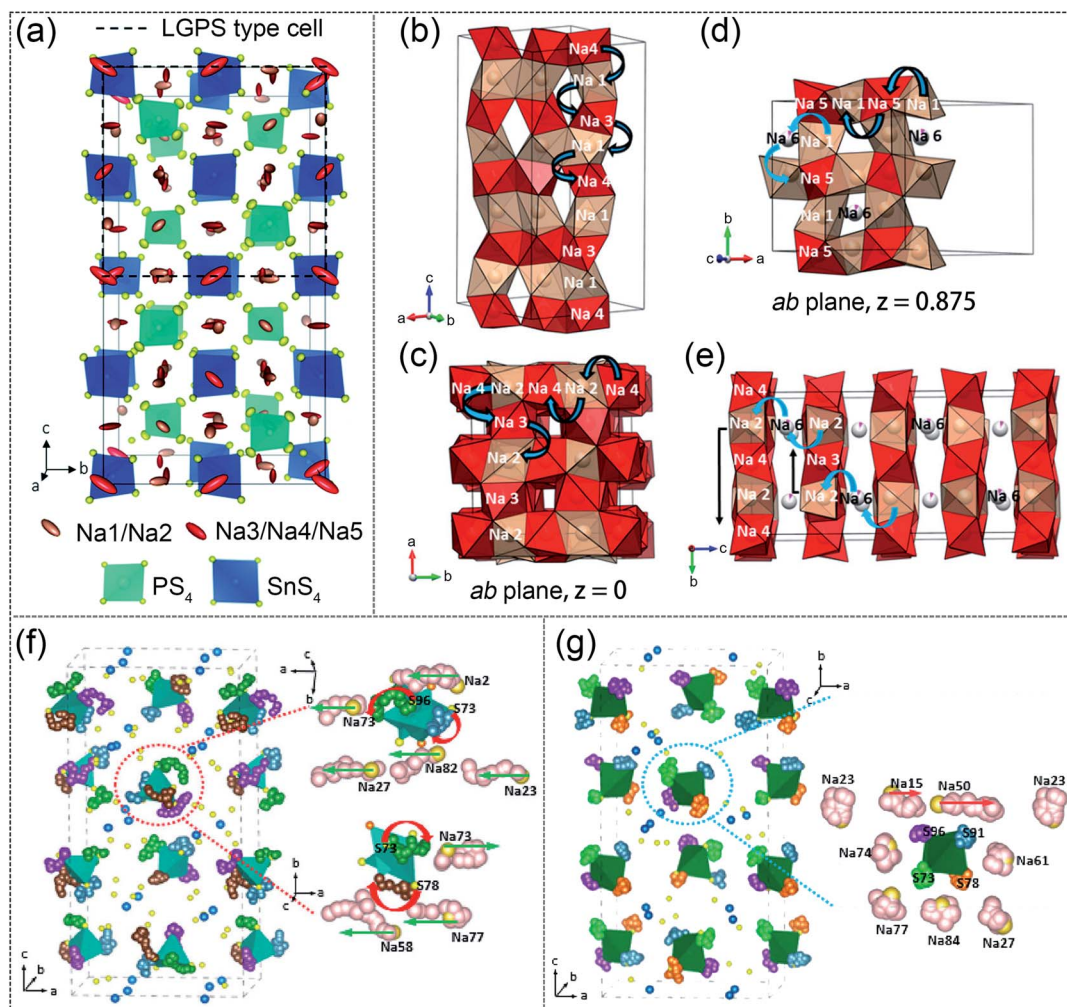 (a)
LGPS type cell
c
a
b
Na1/Na2
Na3/Na4/Na5
PS4
SnS4
(b)
Na4
Na 1
Na 3
Na 1
Na 4
Na 1
Na 3
Na 1
Na 4
c
a
b
(c)
Na 4 Na 2 Na 4 Na 2 Na 4
Na 3
Na 2
Na 3
Na 2
a
b
ab plane, z = 0
(d)
Na 5 Na 1 Na 5 Na 1
Na 6 Na 1 Na 6
Na 5
Na 1 Na 6
Na 5
b
c
a
ab plane, z = 0.875
(e)
Na 4
Na 2 Na 6 Na 2 Na 6
Na 4 Na 3
Na 2 Na 2 Na 6 Na 6
Na 4
c
b
(f)
c
a
b
Na2
S96
S73
Na73
Na82
Na27
Na23
S73
Na73
S78
Na77
Na58
b
a
c
c
b
a
(g)
b
a
c
Na23
Na15
Na50
Na23
S96
S91
Na74
Na61
S73
S78
Na77
Na84
Na27
c
b
a